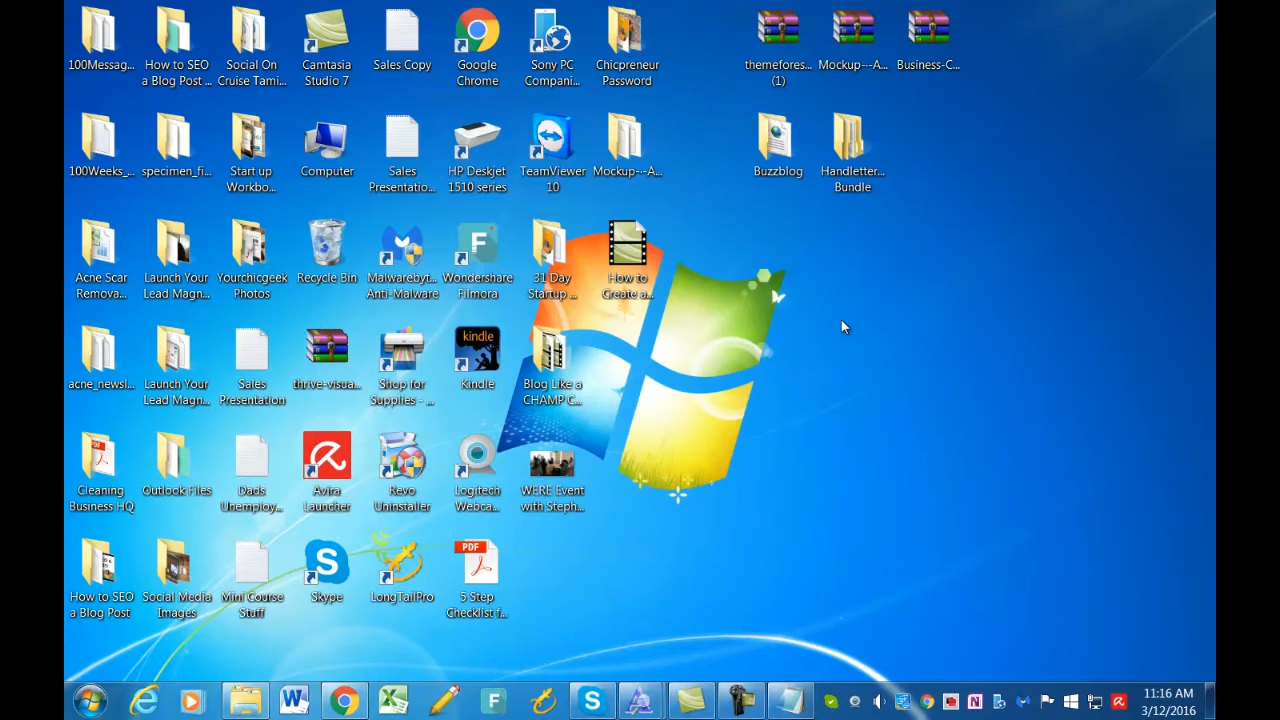 100Messag...
How to SEO
a Blog Post ...
Social On
Cruise Tami...
Camtasia
Studio 7
Sales Copy
Google
Chrome
Sony PC
Compani...
Chicpreneur
Password
themefores...
(1)
Mockup---A...
Business-C...
100Weeks_...
specimen_fi...
Start up
Workbo...
Computer
Sales
Presentatio...
HP Deskjet
1510 series
TeamViewer
10
Mockup---A...
Buzzblog
Handletter...
Bundle
Acne Scar
Remova...
Launch Your
Lead Magn...
Yourchicgeek
Photos
Recycle Bin
Malwarebyt...
Anti-Malware
F
Wondershare
Filmora
31 Day
Startup ...
How to
Create a...
acne_newsl...
Launch Your
Lead Magn...
Sales
Presentation
thrive-visua...
Shop for
Supplies - ...
kindle
Kindle
Blog Like a
CHAMP C...
PDF
Cleaning
Business HQ
Outlook Files
Dads
Unemploy...
Avira
Launcher
Revo
Uninstaller
Logitech
Webca...
WERE Event
with Steph...
How to SEO
a Blog Post
Social Media
Images
Mini Course
Stuff
S
Skype
LongTailPro
PDF
5 Step
Checklist f...
W
F
S
N
11:16 AM
3/12/2016